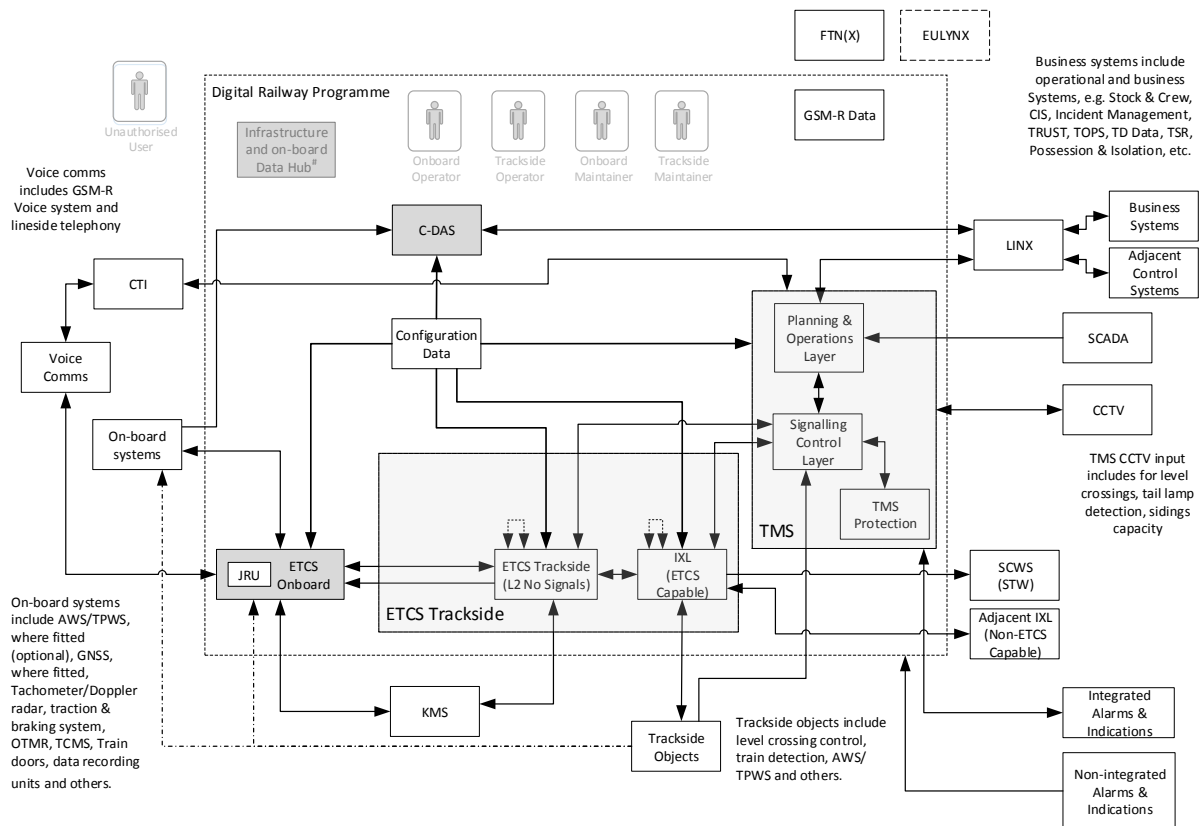 FTN(X)
EULYNX
Business systems include
operational and business
Systems, e.g. Stock & Crew,
CIS, Incident Management,
TRUST, TOPS, TD Data, TSR,
Possession & Isolation, etc.
Digital Railway Programme
GSM-R Data
Unauthorised
User
Infrastructure
and on-board
Data Hub#
Onboard
Operator
Trackside
Operator
Onboard
Maintainer
Trackside
Maintainer
Voice comms
includes GSM-R
Voice system and
lineside telephony
C-DAS
LINX
Business
Systems
Adjacent
Control
Systems
CTI
Planning &
Operations
Layer
Configuration
Data
SCADA
Voice
Comms
CCTV
On-board
systems
Signalling
Control
Layer
TMS CCTV input
includes for level
crossings, tail lamp
detection, sidings
capacity
TMS
Protection
TMS
JRU
ETCS
Onboard
ETCS Trackside
(L2 No Signals)
IXL
(ETCS
Capable)
SCWS
(STW)
ETCS Trackside
Adjacent IXL
(Non-ETCS
Capable)
On-board systems
include AWS/TPWS,
where fitted
(optional), GNSS,
where fitted,
Tachometer/Doppler
radar, traction &
braking system,
OTMR, TCMS, Train
doors, data recording
units and others.
KMS
Trackside
Objects
Trackside objects include
level crossing control,
train detection, AWS/
TPWS and others.
Integrated
Alarms &
Indications
Non-integrated
Alarms &
Indications